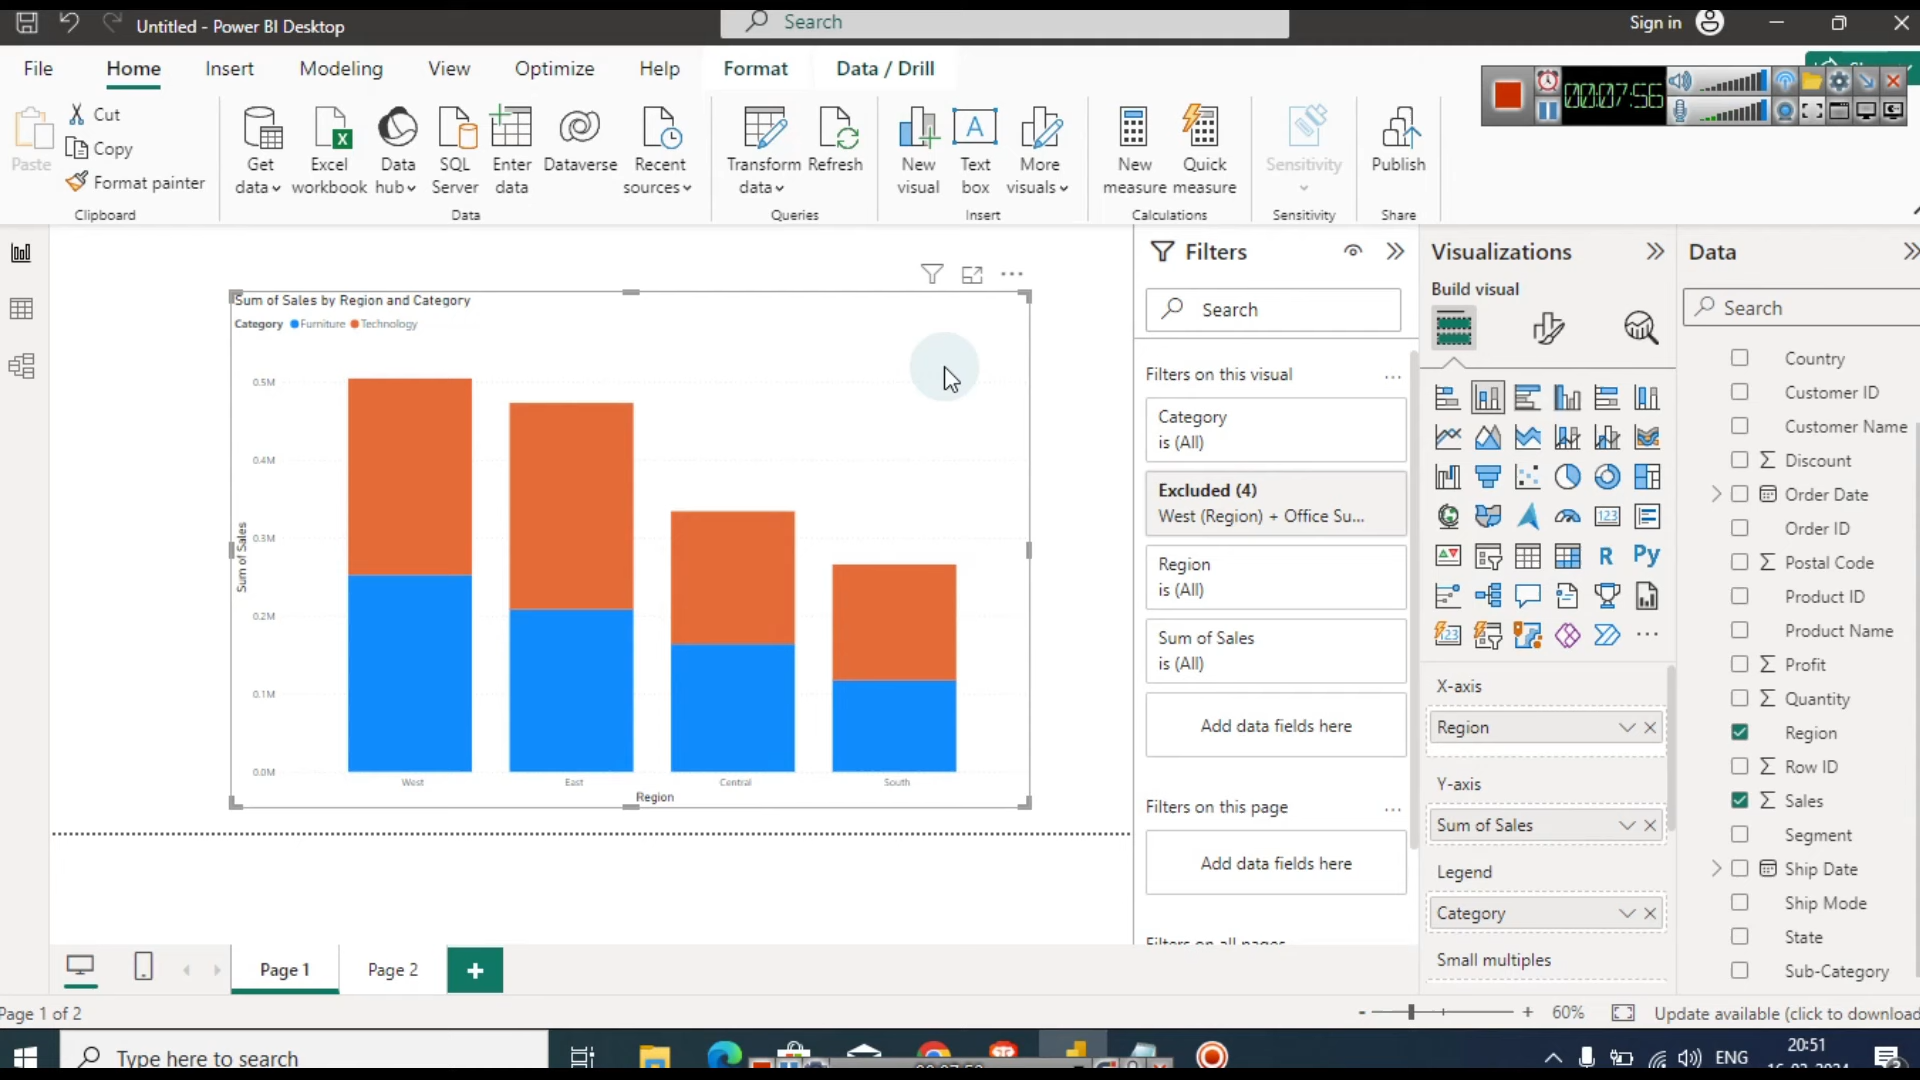 Untitled - Power BI Desktop
Search
Sign in
File
Home
Insert
Modeling
View
Optimize
Help
Format
Data / Drill
00:07:56
Paste
Cut
Copy
Format painter
Clipboard
Get data
Excel workbook
Data hub
SQL Server
Enter data
Dataverse
Recent sources
Data
Transform data
Refresh
Queries
New visual
Text box
More visuals
Insert
New measure
Quick measure
Calculations
Sensitivity
Sensitivity
Publish
Share
Sum of Sales by Region and Category
Category Furniture Technology
0.5M
0.4M
0.3M
0.2M
0.1M
0.0M
Sum of Sales
West
East
Central
South
Region
Filters
Search
Filters on this visual
Category
is (All)
Excluded (4)
West (Region) + Office Su...
Region
is (All)
Sum of Sales
is (All)
Add data fields here
Filters on this page
Add data fields here
Filters on all pages
Visualizations
Build visual
123
R
Py
123
X-axis
Region
Y-axis
Sum of Sales
Legend
Category
Small multiples
Data
Search
Country
Customer ID
Customer Name
Discount
Order Date
Order ID
Postal Code
Product ID
Product Name
Profit
Quantity
Region
Row ID
Sales
Segment
Ship Date
Ship Mode
State
Sub-Category
Page 1
Page 2
Page 1 of 2
60%
Update available (click to download
Type here to search
ENG
20:51